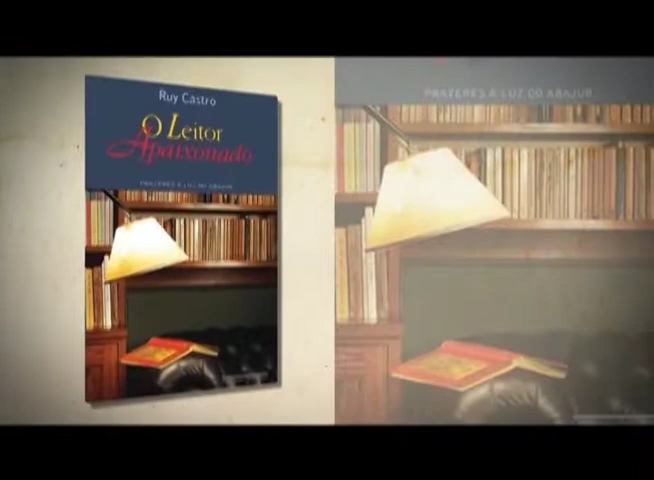 Ruy Castro
O Leitor
Apaixonado
PRAZERES À LUZ DO ABAJUR
PRAZERES À LUZ DO ABAJUR